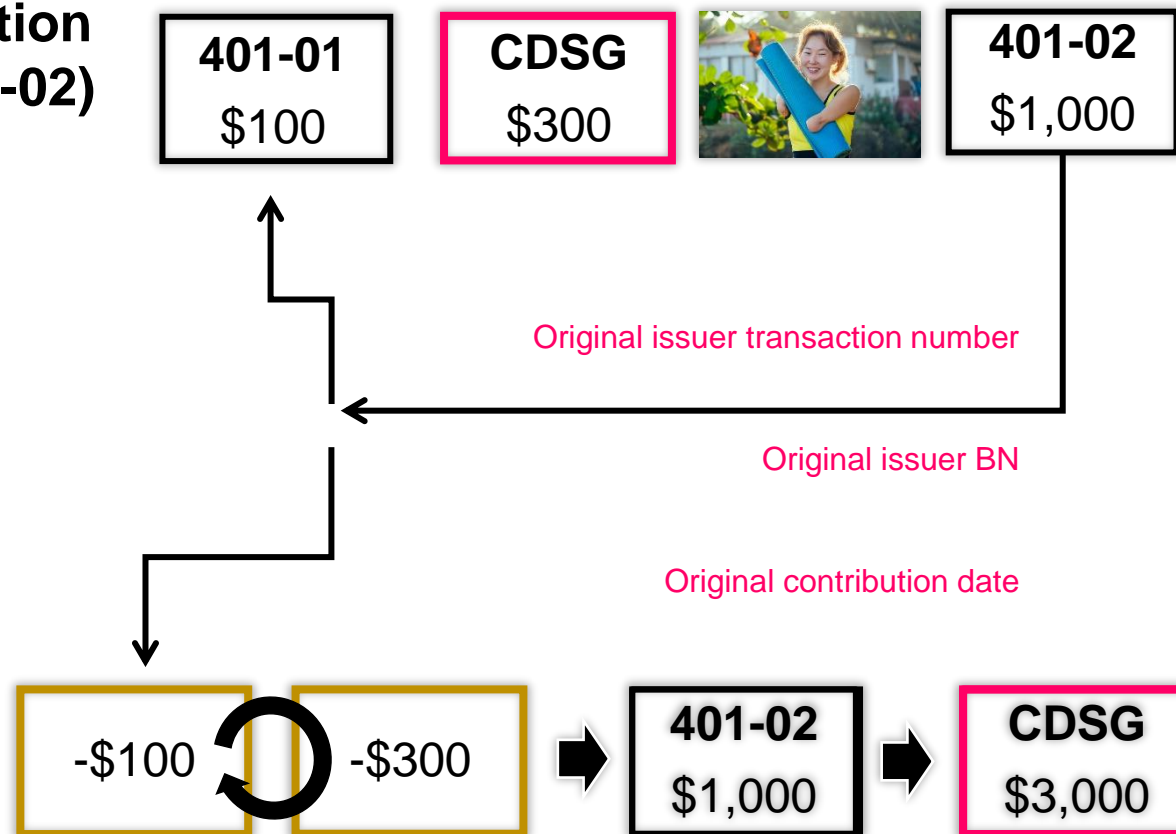 -02)
401-01
$100
CDSG
$300
401-02
$1,000
Original issuer transaction number
Original issuer BN
Original contribution date
-$100
-$300
401-02
$1,000
CDSG
$3,000